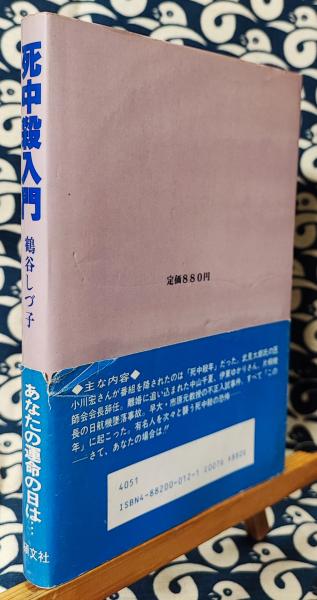 死中殺入門
鶴谷しづ子
あなたの運命の日は…
文社
定価880円
◆主な内容◆
小川宏さんが番組を降されたのは「死中殺年」だった。武見太郎氏の医
師会会長辞任。離婚に追い込まれた中山千夏、伊東ゆかりさん。片桐機
長の日航機墜落事故。早大・市原元教授の不正入試事件。すべて"この
年"に起こった。有名人を次々と襲う死中殺の恐怖──
──さて、あなたの場合は!!
4051
ISBN4-88200-012-1 C0076 ¥880E